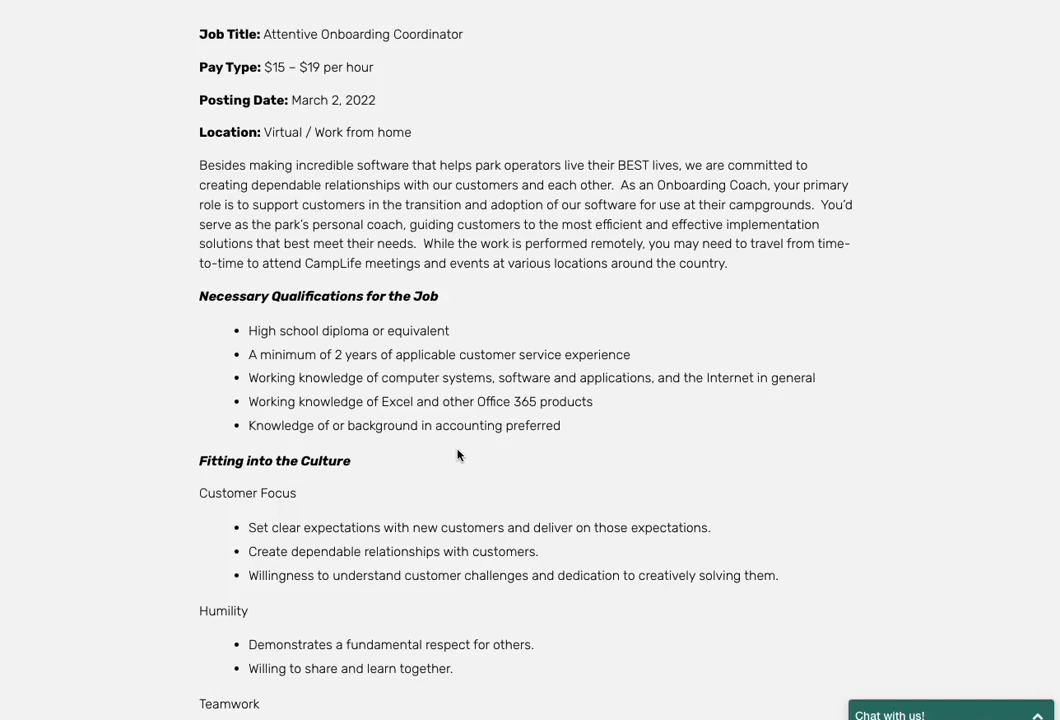 Job Title: Attentive Onboarding Coordinator
Pay Type: $15 – $19 per hour
Posting Date: March 2, 2022
Location: Virtual / Work from home
Besides making incredible software that helps park operators live their BEST lives, we are committed to
creating dependable relationships with our customers and each other.  As an Onboarding Coach, your primary
role is to support customers in the transition and adoption of our software for use at their campgrounds.  You’d
serve as the park’s personal coach, guiding customers to the most efficient and effective implementation
solutions that best meet their needs.  While the work is performed remotely, you may need to travel from time-
to-time to attend CampLife meetings and events at various locations around the country.
Necessary Qualifications for the Job
• High school diploma or equivalent
• A minimum of 2 years of applicable customer service experience
• Working knowledge of computer systems, software and applications, and the Internet in general
• Working knowledge of Excel and other Office 365 products
• Knowledge of or background in accounting preferred
Fitting into the Culture
Customer Focus
• Set clear expectations with new customers and deliver on those expectations.
• Create dependable relationships with customers.
• Willingness to understand customer challenges and dedication to creatively solving them.
Humility
• Demonstrates a fundamental respect for others.
• Willing to share and learn together.
Teamwork
Chat with us!